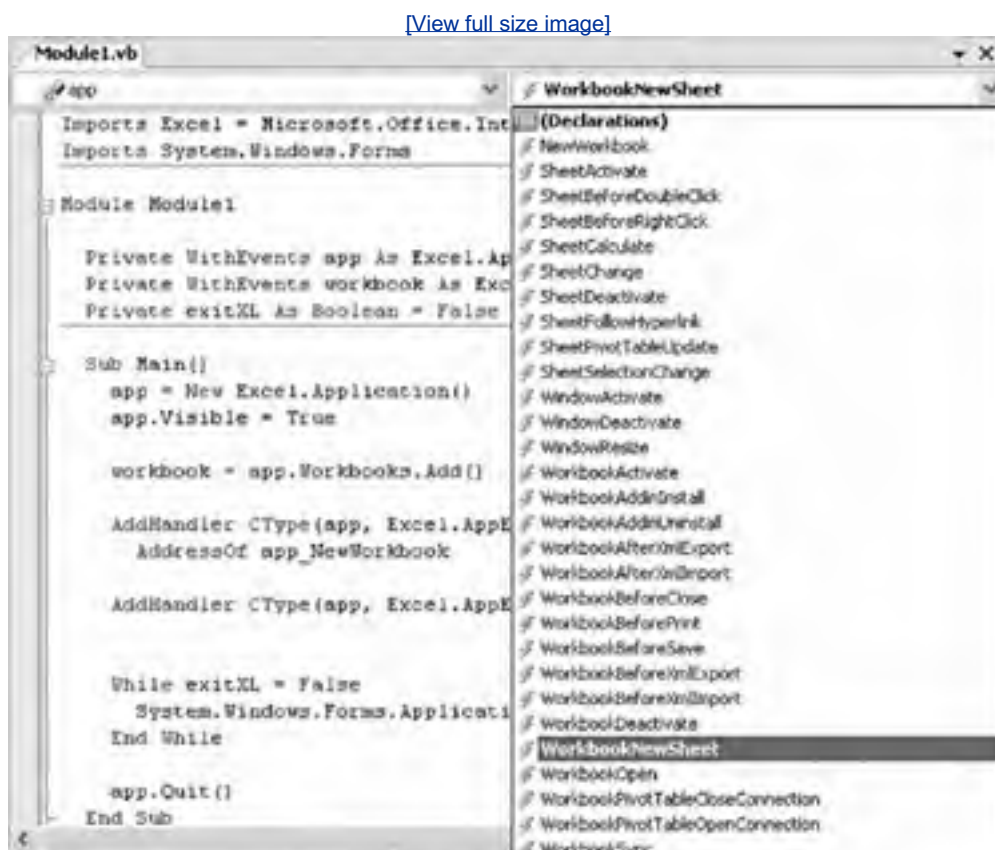 [View full size image]
Module1.vb
app
WorkbookNewSheet
Imports Excel = Microsoft.Office.Int
Imports System.Windows.Forms
Module Module1
Private WithEvents app As Excel.Ap
Private WithEvents workbook As Exc
Private exitXL As Boolean = False
Sub Main()
app = New Excel.Application()
app.Visible = True
workbook = app.Workbooks.Add()
AddHandler CType(app, Excel.AppE
AddressOf app_NewWorkbook
AddHandler CType(app, Excel.AppE
While exitXL = False
System.Windows.Forms.Applicati
End While
app.Quit()
End Sub
(Declarations)
NewWorkbook
SheetActivate
SheetBeforeDoubleClick
SheetBeforeRightClick
SheetCalculate
SheetChange
SheetDeactivate
SheetFollowHyperlink
SheetPivotTableUpdate
SheetSelectionChange
WindowActivate
WindowDeactivate
WindowResize
WorkbookActivate
WorkbookAddinInstall
WorkbookAddinUninstall
WorkbookAfterXmlExport
WorkbookAfterXmlImport
WorkbookBeforeClose
WorkbookBeforePrint
WorkbookBeforeSave
WorkbookBeforeXmlExport
WorkbookBeforeXmlImport
WorkbookDeactivate
WorkbookNewSheet
WorkbookOpen
WorkbookPivotTableCloseConnection
WorkbookPivotTableOpenConnection
WorkbookSync